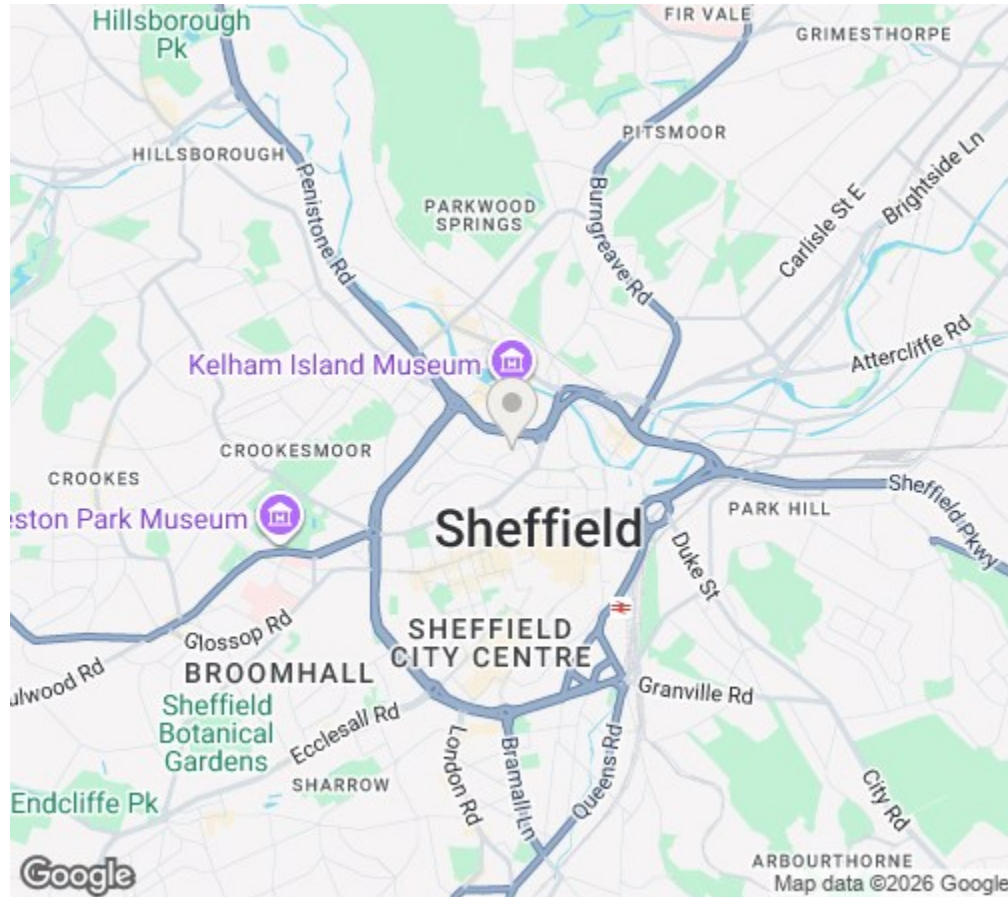 Hillsborough
Pk
FIR VALE
GRIMESTHORPE
PITSMOOR
HILLSBOROUGH
Penistone Rd
PARKWOOD
SPRINGS
Burngreave Rd
Carlisle St E
Brightside Ln
Attercliffe Rd
Kelham Island Museum
CROOKESMOOR
CROOKES
eston Park Museum
Sheffield
PARK HILL
Sheffield Pkwy
Duke St
Glossop Rd
SHEFFIELD
CITY CENTRE
BROOMHALL
ulwood Rd
Granville Rd
Sheffield
Botanical
Gardens
Ecclesall Rd
London Rd
Bramall Ln
Queens Rd
SHARROW
City Rd
Endcliffe Pk
ARBOURTHORNE
Google
Map data ©2026 Google